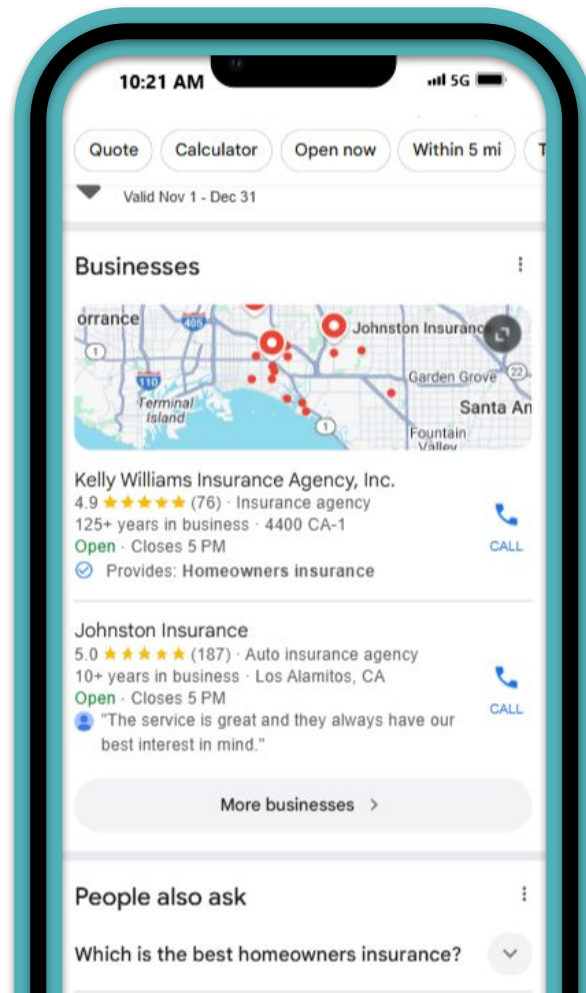 10:21 AM
5G
Quote
Calculator
Open now
Within 5 mi
T
Valid Nov 1 - Dec 31
Businesses
orrance
405
Johnston Insuranc
1
110
Garden Grove
22
Terminal
Island
Santa An
1
Fountain
Valley
Kelly Williams Insurance Agency, Inc.
4.9 ★★★★★ (76) · Insurance agency
125+ years in business · 4400 CA-1
Open · Closes 5 PM
CALL
Provides: Homeowners insurance
Johnston Insurance
5.0 ★★★★★ (187) · Auto insurance agency
10+ years in business · Los Alamitos, CA
Open · Closes 5 PM
CALL
"The service is great and they always have our
best interest in mind."
More businesses
People also ask
Which is the best homeowners insurance?